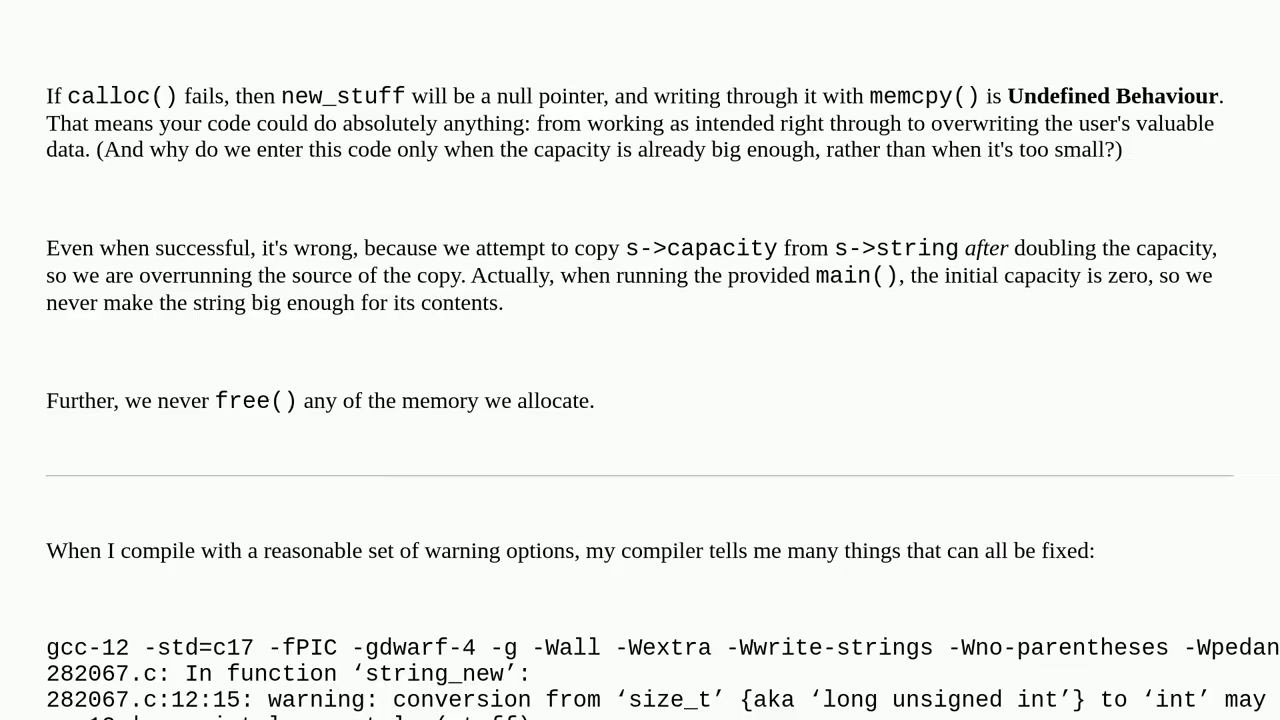 If calloc() fails, then new_stuff will be a null pointer, and writing through it with memcpy() is Undefined Behaviour.
That means your code could do absolutely anything: from working as intended right through to overwriting the user's valuable
data. (And why do we enter this code only when the capacity is already big enough, rather than when it's too small?)
Even when successful, it's wrong, because we attempt to copy s->capacity from s->string after doubling the capacity,
so we are overrunning the source of the copy. Actually, when running the provided main(), the initial capacity is zero, so we
never make the string big enough for its contents.
Further, we never free() any of the memory we allocate.
When I compile with a reasonable set of warning options, my compiler tells me many things that can all be fixed:
gcc-12 -std=c17 -fPIC -gdwarf-4 -g -Wall -Wextra -Wwrite-strings -Wno-parentheses -Wpedan
282067.c: In function ‘string_new’:
282067.c:12:15: warning: conversion from ‘size_t’ {aka ‘long unsigned int’} to ‘int’ may